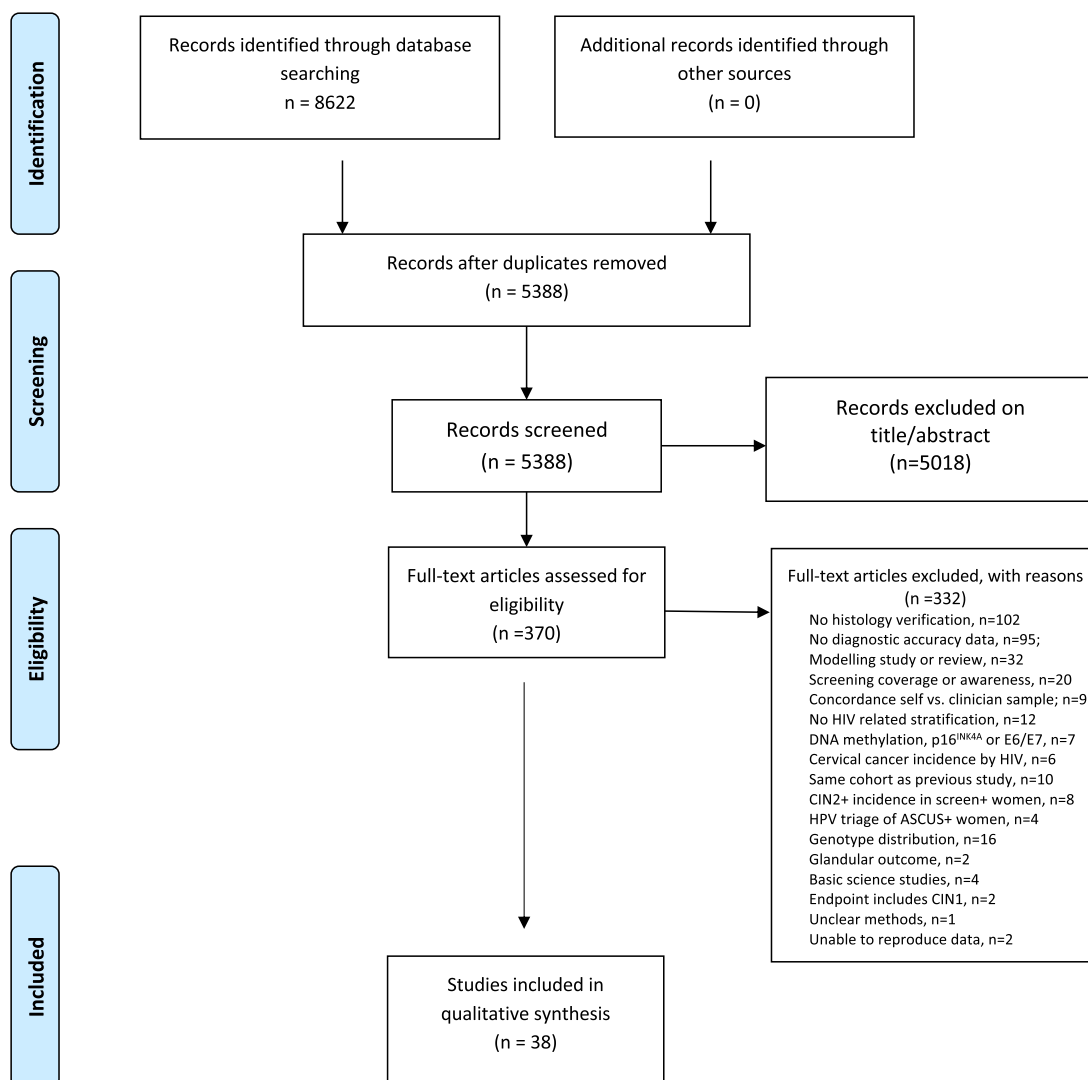 Identification
Records identified through database
searching
n = 8622
Additional records identified through
other sources
(n = 0)
Records after duplicates removed
(n = 5388)
Screening
Records screened
(n = 5388)
Records excluded on
title/abstract
(n=5018)
Eligibility
Full-text articles assessed for
eligibility
(n =370)
Full-text articles excluded, with reasons
(n =332)
No histology verification, n=102
No diagnostic accuracy data, n=95;
Modelling study or review, n=32
Screening coverage or awareness, n=20
Concordance self vs. clinician sample; n=9
No HIV related stratification, n=12
DNA methylation, p16INK4A or E6/E7, n=7
Cervical cancer incidence by HIV, n=6
Same cohort as previous study, n=10
CIN2+ incidence in screen+ women, n=8
HPV triage of ASCUS+ women, n=4
Genotype distribution, n=16
Glandular outcome, n=2
Basic science studies, n=4
Endpoint includes CIN1, n=2
Unclear methods, n=1
Unable to reproduce data, n=2
Included
Studies included in
qualitative synthesis
(n = 38)